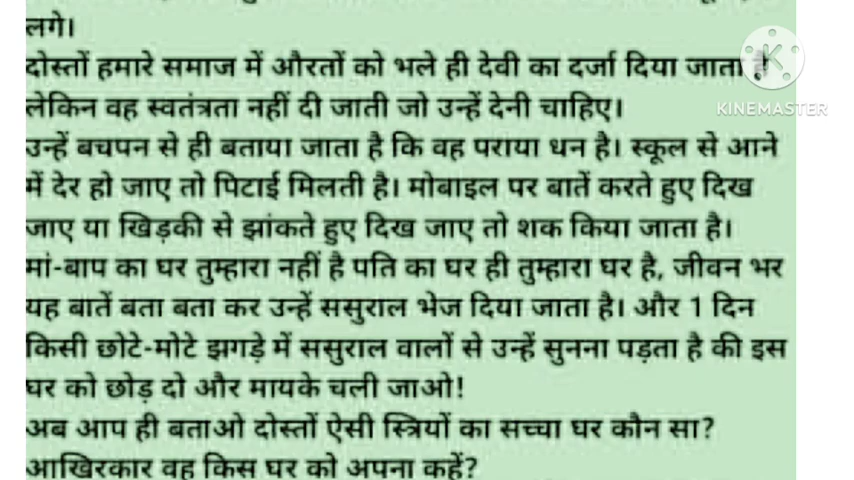 लगे।
दोस्तों हमारे समाज में औरतों को भले ही देवी का दर्जा दिया जाता है
लेकिन वह स्वतंत्रता नहीं दी जाती जो उन्हें देनी चाहिए।
KINEMASTER
उन्हें बचपन से ही बताया जाता है कि वह पराया धन है। स्कूल से आने
में देर हो जाए तो पिटाई मिलती है। मोबाइल पर बातें करते हुए दिख
जाए या खिड़की से झांकते हुए दिख जाए तो शक किया जाता है।
मां-बाप का घर तुम्हारा नहीं है पति का घर ही तुम्हारा घर है, जीवन भर
यह बातें बता बता कर उन्हें ससुराल भेज दिया जाता है। और 1 दिन
किसी छोटे-मोटे झगड़े में ससुराल वालों से उन्हें सुनना पड़ता है की इस
घर को छोड़ दो और मायके चली जाओ!
अब आप ही बताओ दोस्तों ऐसी स्त्रियों का सच्चा घर कौन सा?
आखिरकार वह किस घर को अपना कहें?